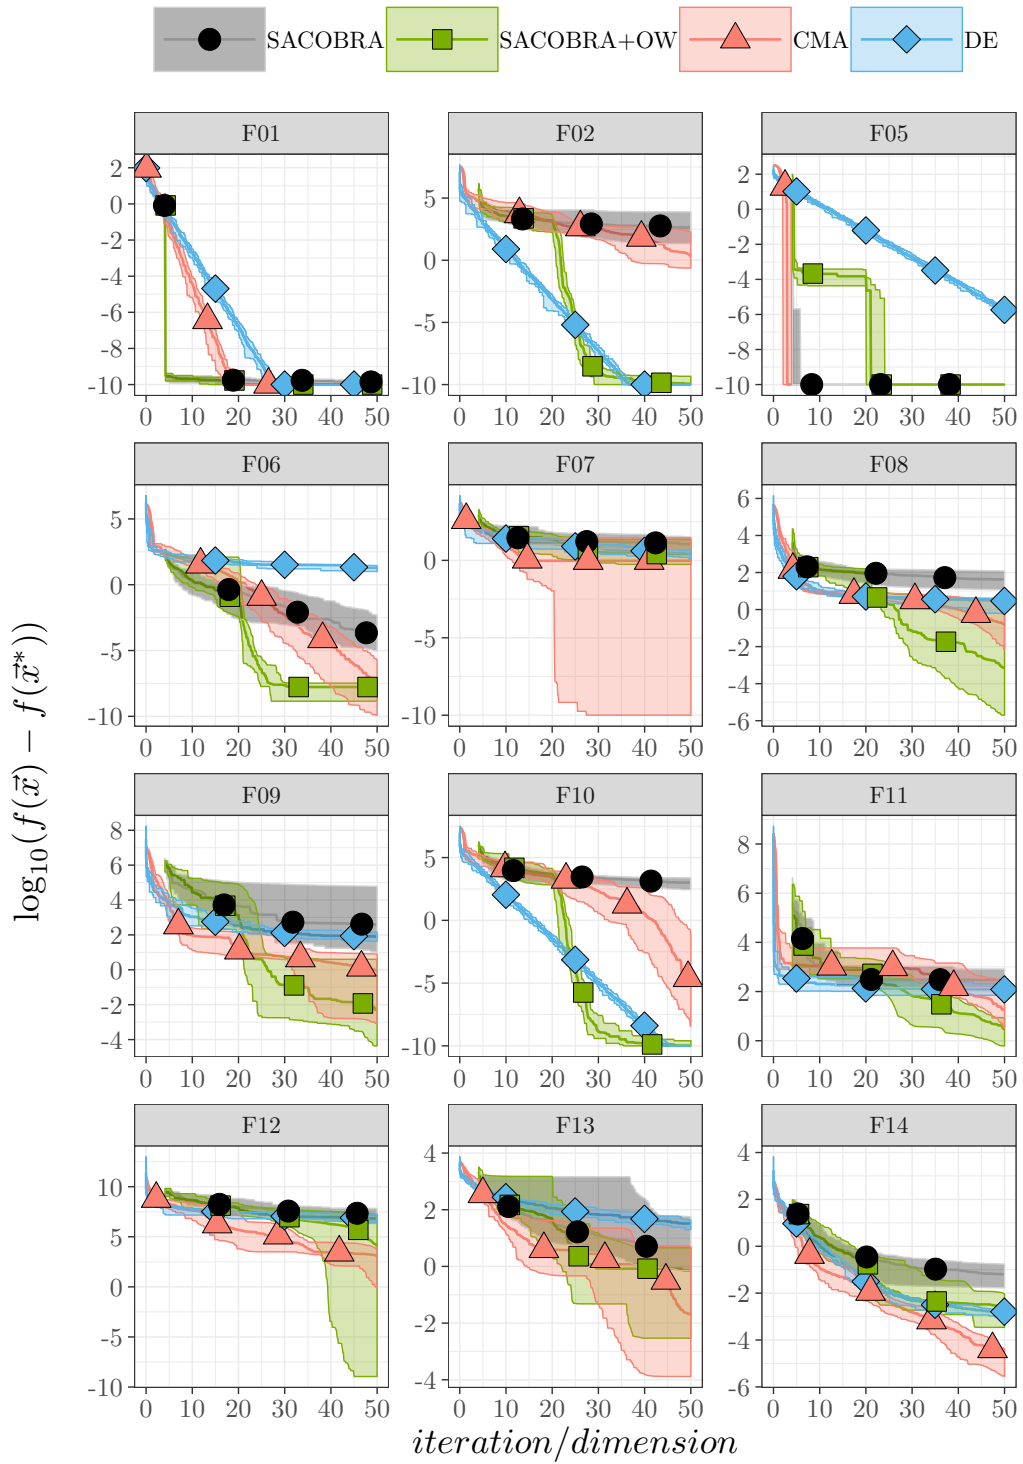 SACOBRA SACOBRA+OW CMA DE
F01 F02 F05
2 0 -2 -4 -6 -8 -10
5 0 -5 -10
2 0 -2 -4 -6 -8 -10
0 10 20 30 40 50 0 10 20 30 40 50 0 10 20 30 40 50
F06 F07 F08
5 0 -5 -10
5 0 -5 -10
6 4 2 0 -2 -4 -6
0 10 20 30 40 50 0 10 20 30 40 50 0 10 20 30 40 50
log₁₀(f(x⃗) − f(x⃗*))
F09 F10 F11
8 6 4 2 0 -2 -4
5 0 -5 -10
8 6 4 2 0
0 10 20 30 40 50 0 10 20 30 40 50 0 10 20 30 40 50
F12 F13 F14
10 5 0 -5 -10
4 2 0 -2 -4
4 2 0 -2 -4 -6
0 10 20 30 40 50 0 10 20 30 40 50 0 10 20 30 40 50
iteration/dimension